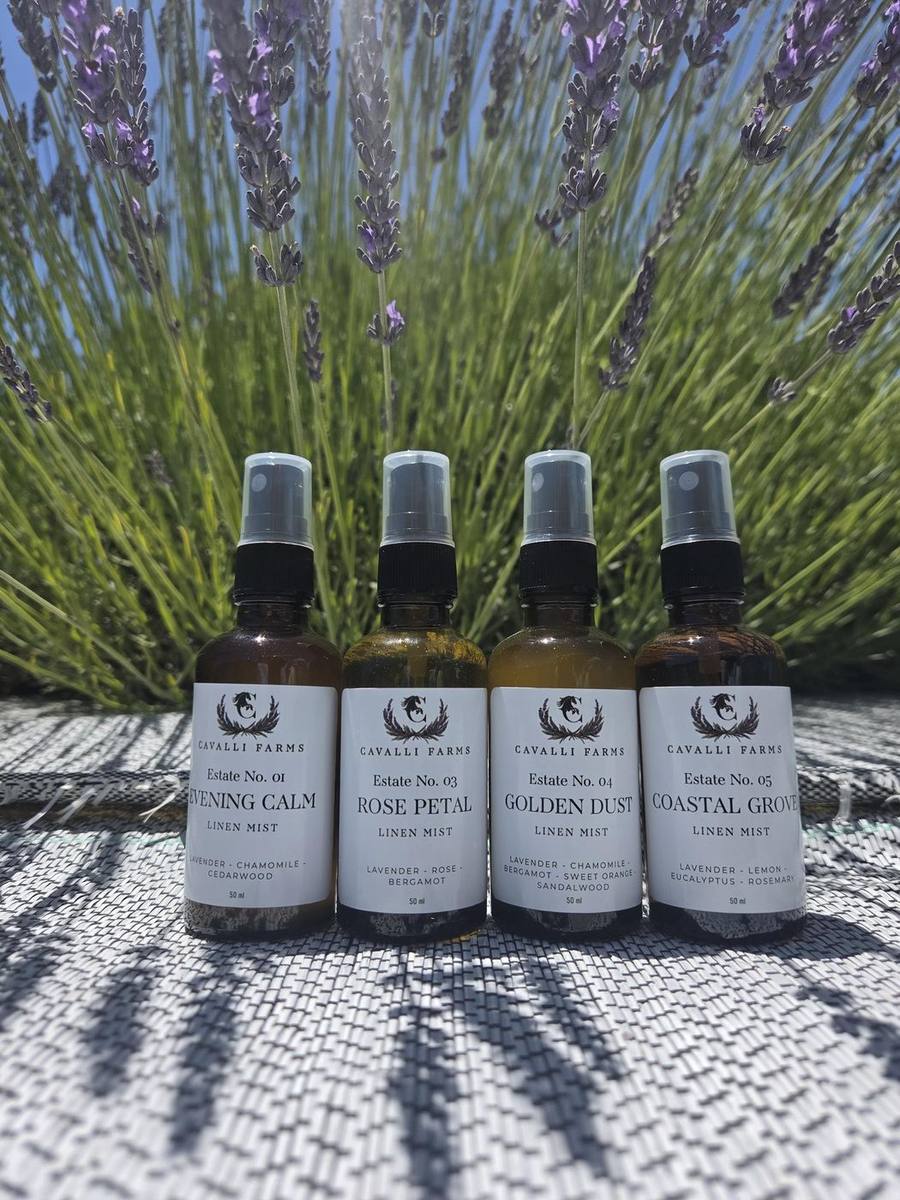 C
CAVALLI FARMS
Estate No. 01
EVENING CALM
LINEN MIST
LAVENDER - CHAMOMILE -
CEDARWOOD
50 ml
C
CAVALLI FARMS
Estate No. 03
ROSE PETAL
LINEN MIST
LAVENDER - ROSE -
BERGAMOT
50 ml
C
CAVALLI FARMS
Estate No. 04
GOLDEN DUST
LINEN MIST
LAVENDER - CHAMOMILE -
BERGAMOT - SWEET ORANGE -
SANDALWOOD
50 ml
C
CAVALLI FARMS
Estate No. 05
COASTAL GROVE
LINEN MIST
LAVENDER - LEMON -
EUCALYPTUS - ROSEMARY
50 ml